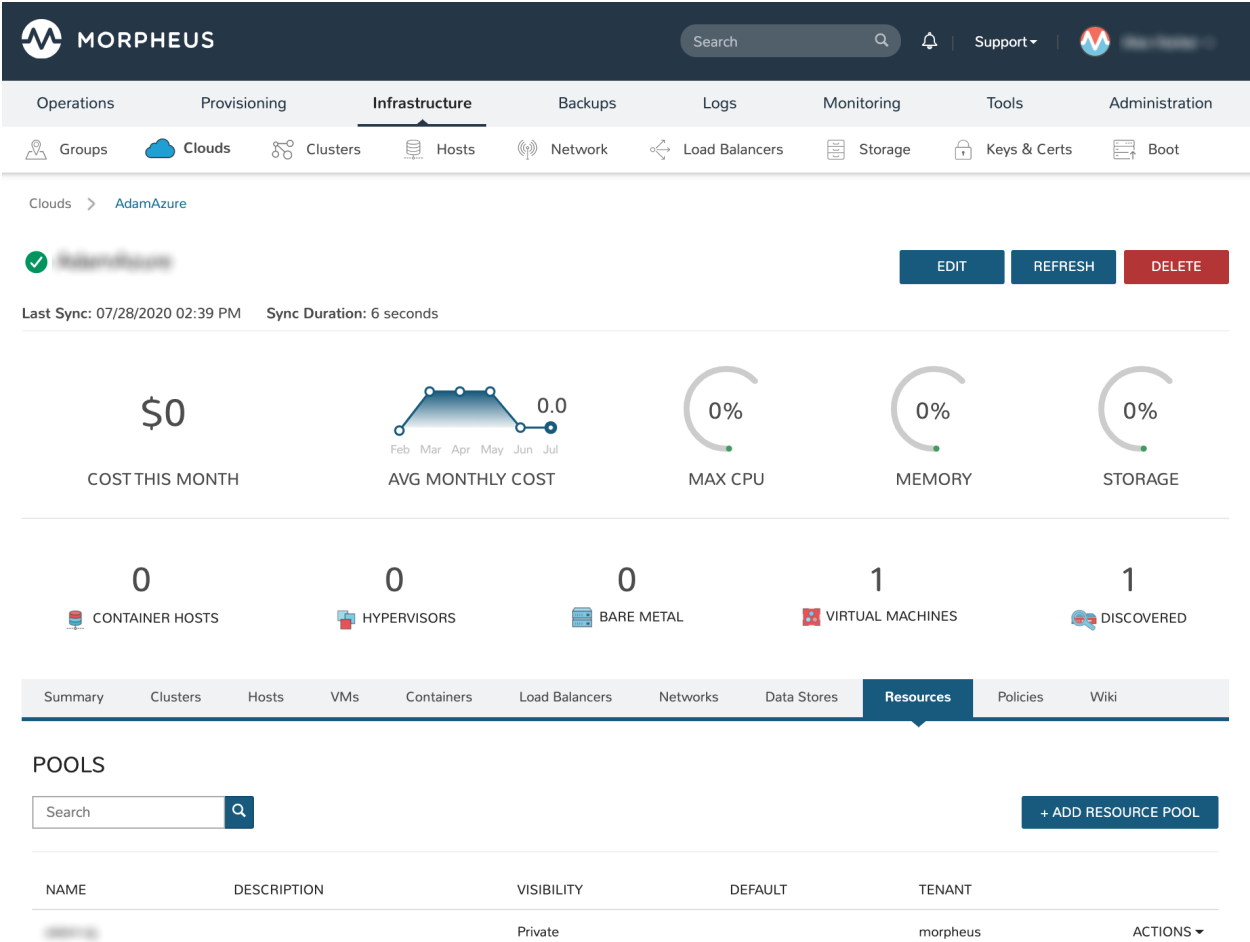 MORPHEUS Search Support
Operations Provisioning Infrastructure Backups Logs Monitoring Tools Administration
Groups Clouds Clusters Hosts Network Load Balancers Storage Keys & Certs Boot
Clouds AdamAzure
EDIT REFRESH DELETE
Last Sync: 07/28/2020 02:39 PM Sync Duration: 6 seconds
$0 0.0 0% 0% 0%
Feb Mar Apr May Jun Jul
COST THIS MONTH AVG MONTHLY COST MAX CPU MEMORY STORAGE
0 0 0 1 1
CONTAINER HOSTS HYPERVISORS BARE METAL VIRTUAL MACHINES DISCOVERED
Summary Clusters Hosts VMs Containers Load Balancers Networks Data Stores Resources Policies Wiki
POOLS
Search + ADD RESOURCE POOL
NAME DESCRIPTION VISIBILITY DEFAULT TENANT
Private morpheus ACTIONS